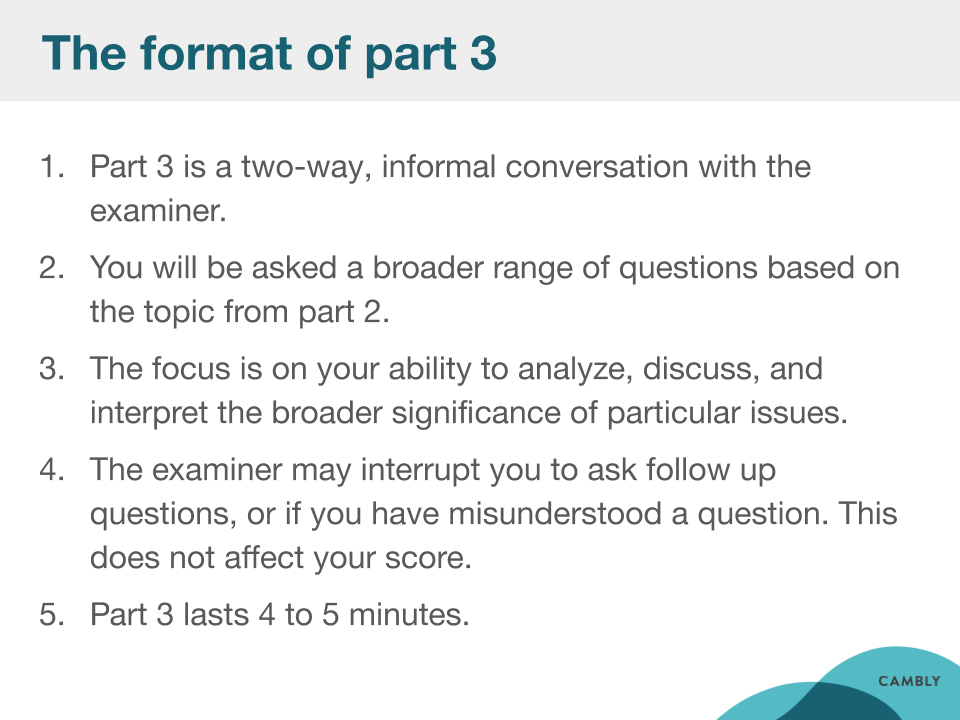 The format of part 3
1. Part 3 is a two-way, informal conversation with the
examiner.
2. You will be asked a broader range of questions based on
the topic from part 2.
3. The focus is on your ability to analyze, discuss, and
interpret the broader significance of particular issues.
4. The examiner may interrupt you to ask follow up
questions, or if you have misunderstood a question. This
does not affect your score.
5. Part 3 lasts 4 to 5 minutes.
CAMBLY